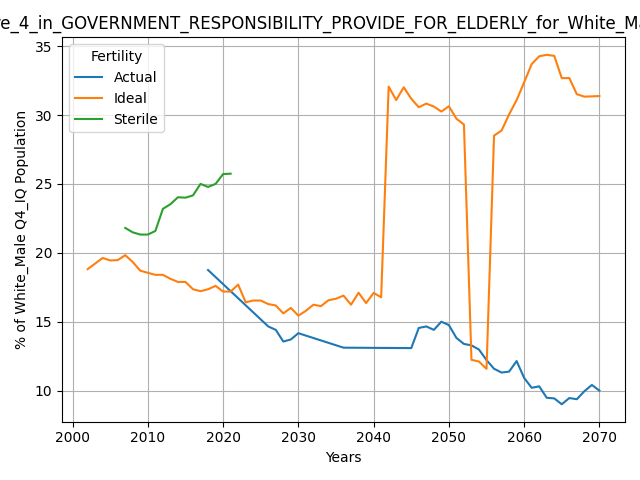 re_4_in_GOVERNMENT_RESPONSIBILITY_PROVIDE_FOR_ELDERLY_for_White_Ma
Fertility
Actual
Ideal
Sterile
% of White_Male Q4_IQ Population
35
30
25
20
15
10
2000 2010 2020 2030 2040 2050 2060 2070
Years